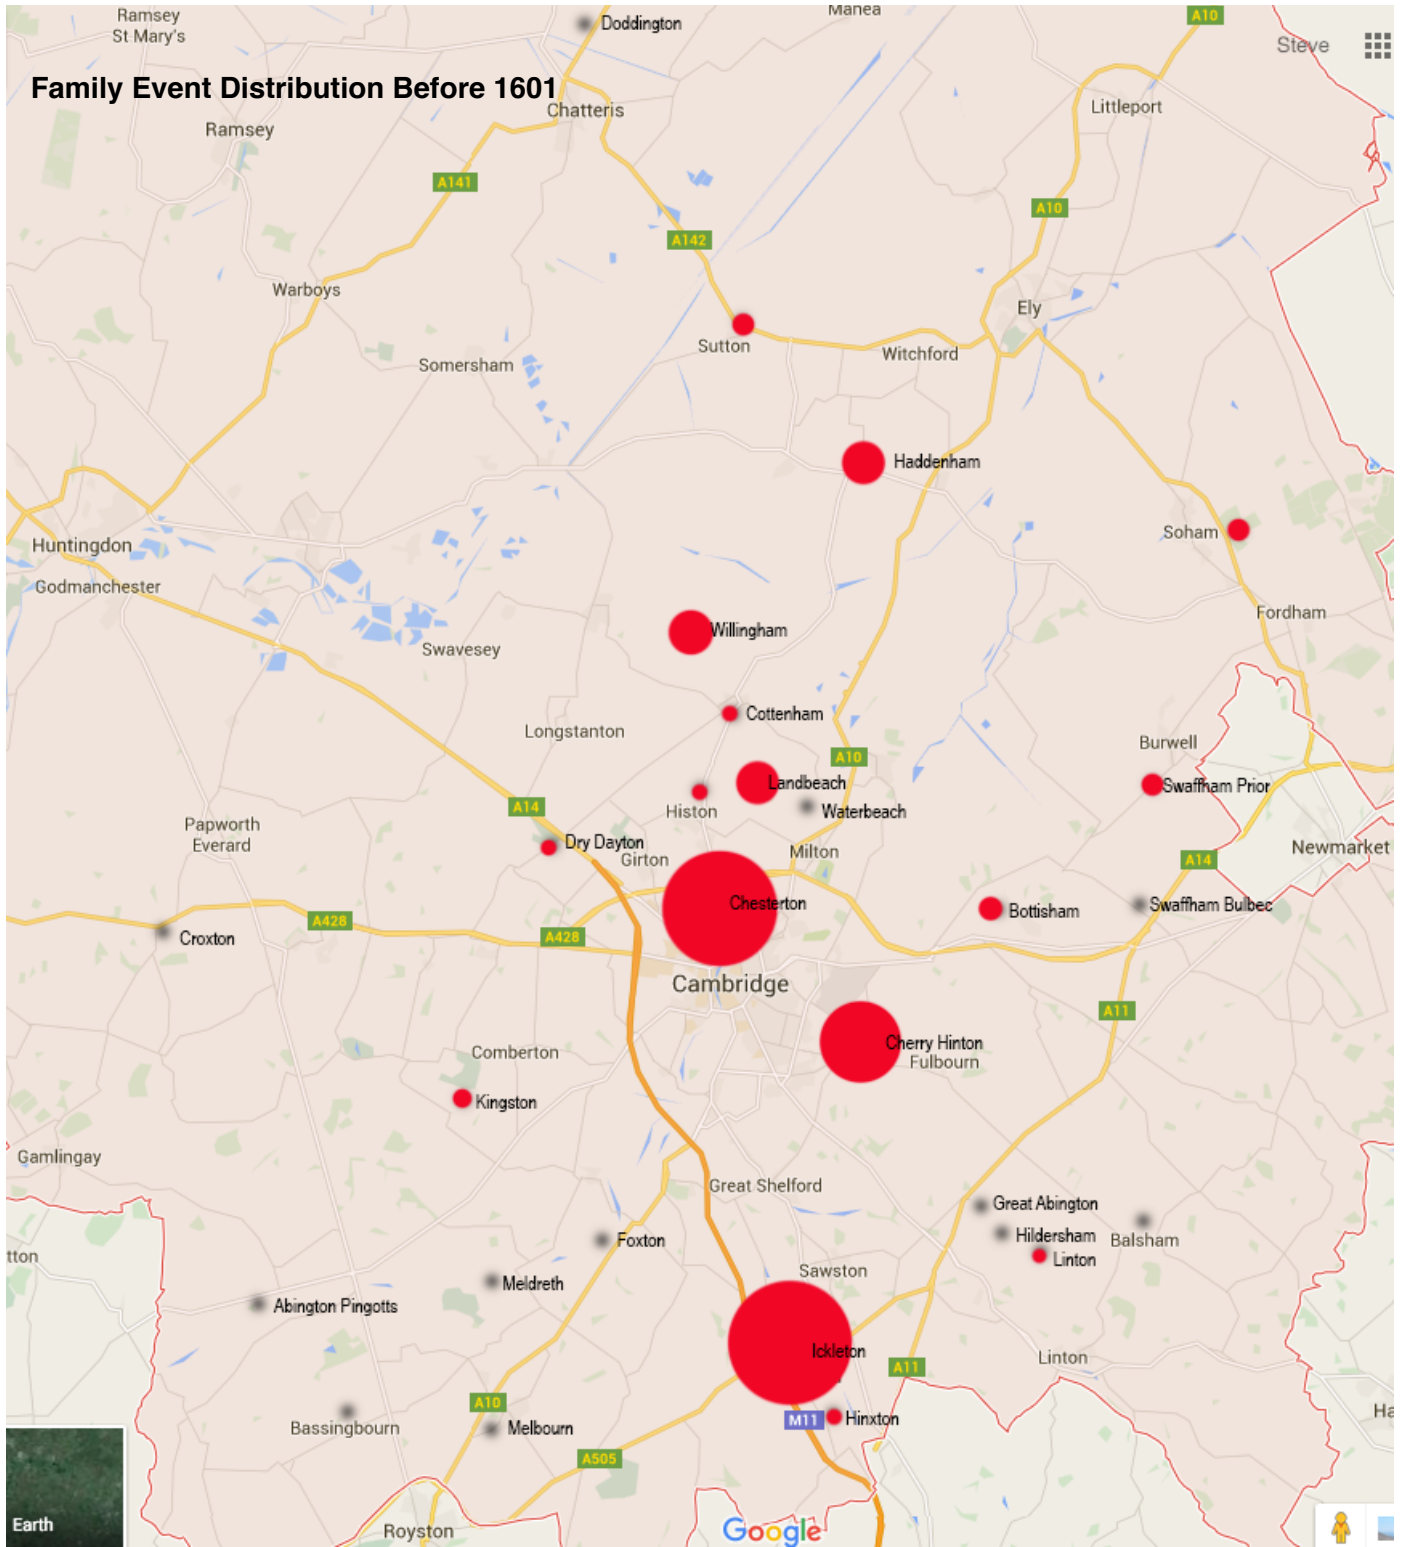 Ramsey
St Mary's
Doddington
Manea
A10
Steve
Family Event Distribution Before 1601
Chatteris
Littleport
Ramsey
A141
A10
A142
Warboys
Ely
Sutton
Witchford
Somersham
Haddenham
Soham
Huntingdon
Godmanchester
Fordham
Willingham
Swavesey
Cottenham
Longstanton
Burwell
A10
Landbeach
Swaffham Prior
A14
Histon
Waterbeach
Papworth
Everard
Dry Dayton
Girton
Milton
Newmarket
A14
Chesterton
Bottisham
Swaffham Bulbec
A428
A428
Croxton
Cambridge
A11
Cherry Hinton
Fulbourn
Comberton
Kingston
Gamlingay
Great Shelford
Great Abington
Hildersham
Balsham
Foxton
tton
Linton
Sawston
Meldreth
Abington Pingotts
Ickleton
Linton
A11
A10
Ha
M11
Hinxton
Bassingbourn
Melbourn
A505
Earth
Royston
Google